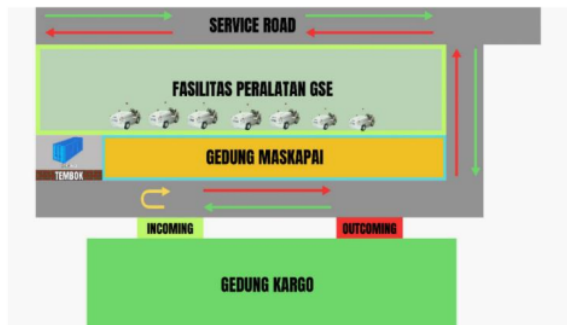 SERVICE ROAD
FASILITAS PERALATAN GSE
GEDUNG MASKAPAI
TEMBOK
INCOMING
OUTCOMING
GEDUNG KARGO